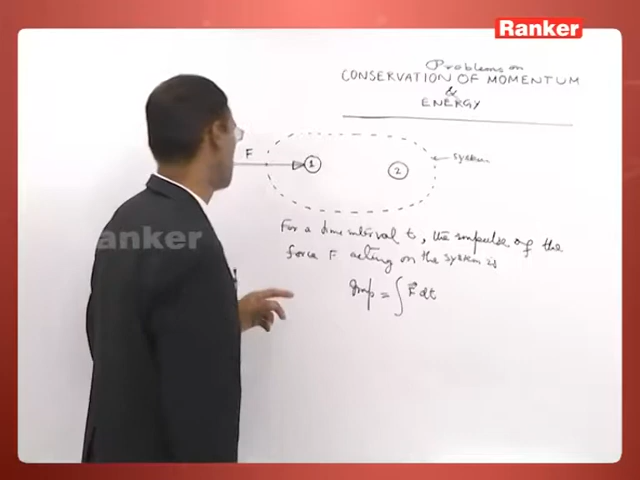 Ranker
Problems on
CONSERVATION OF MOMENTUM
&
ENERGY
F
1
2
system
anker
For a time interval t, the impulse of the
force F acting on the system is
Imp = ∫ F⃗ dt